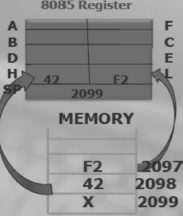 8085 Register
A F
B C
D E
H 42 F2 L
SP 2099
MEMORY
F2 2097
42 2098
X 2099